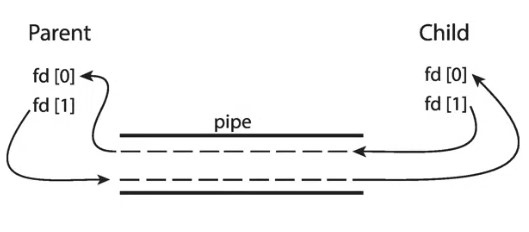 Parent
Child
fd [0]
fd [1]
fd [0]
fd [1]
pipe